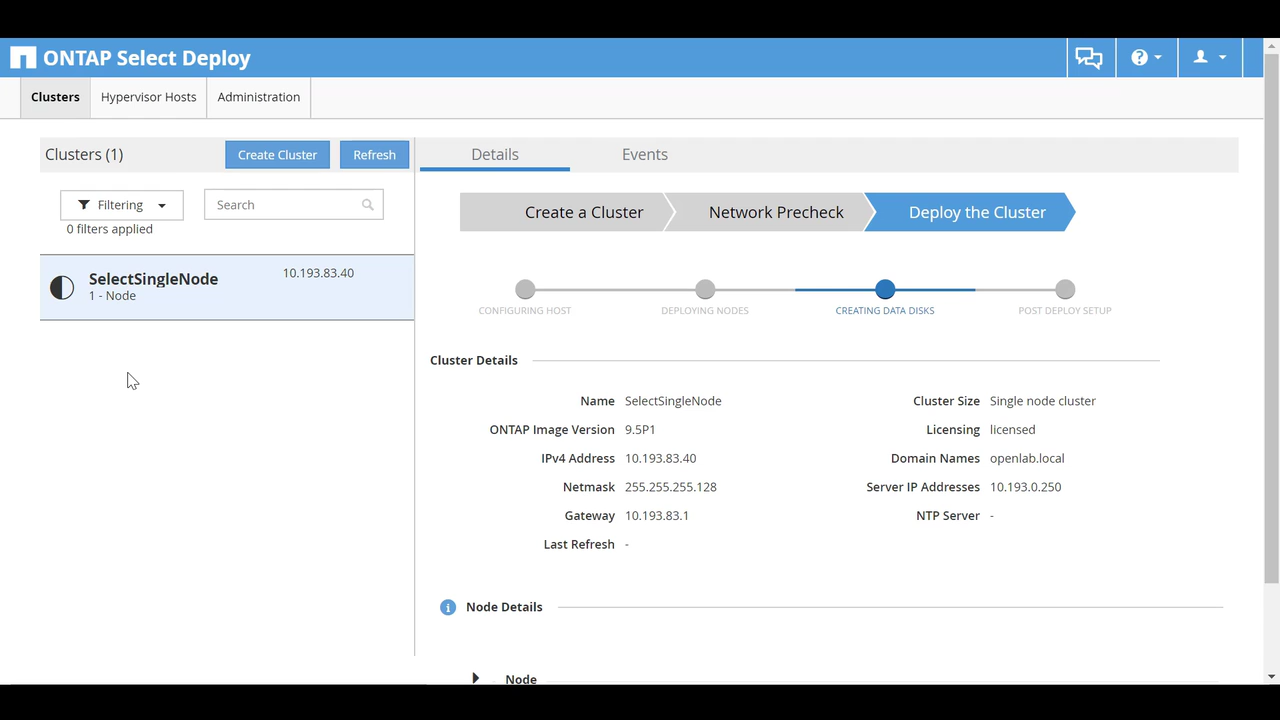 ONTAP Select Deploy
Clusters Hypervisor Hosts Administration
Clusters (1) Create Cluster Refresh
Filtering Search
0 filters applied
SelectSingleNode 10.193.83.40
1 - Node
Details Events
Create a Cluster Network Precheck Deploy the Cluster
CONFIGURING HOST DEPLOYING NODES CREATING DATA DISKS POST DEPLOY SETUP
Cluster Details
Name SelectSingleNode Cluster Size Single node cluster
ONTAP Image Version 9.5P1 Licensing licensed
IPv4 Address 10.193.83.40 Domain Names openlab.local
Netmask 255.255.255.128 Server IP Addresses 10.193.0.250
Gateway 10.193.83.1 NTP Server -
Last Refresh -
Node Details
Node